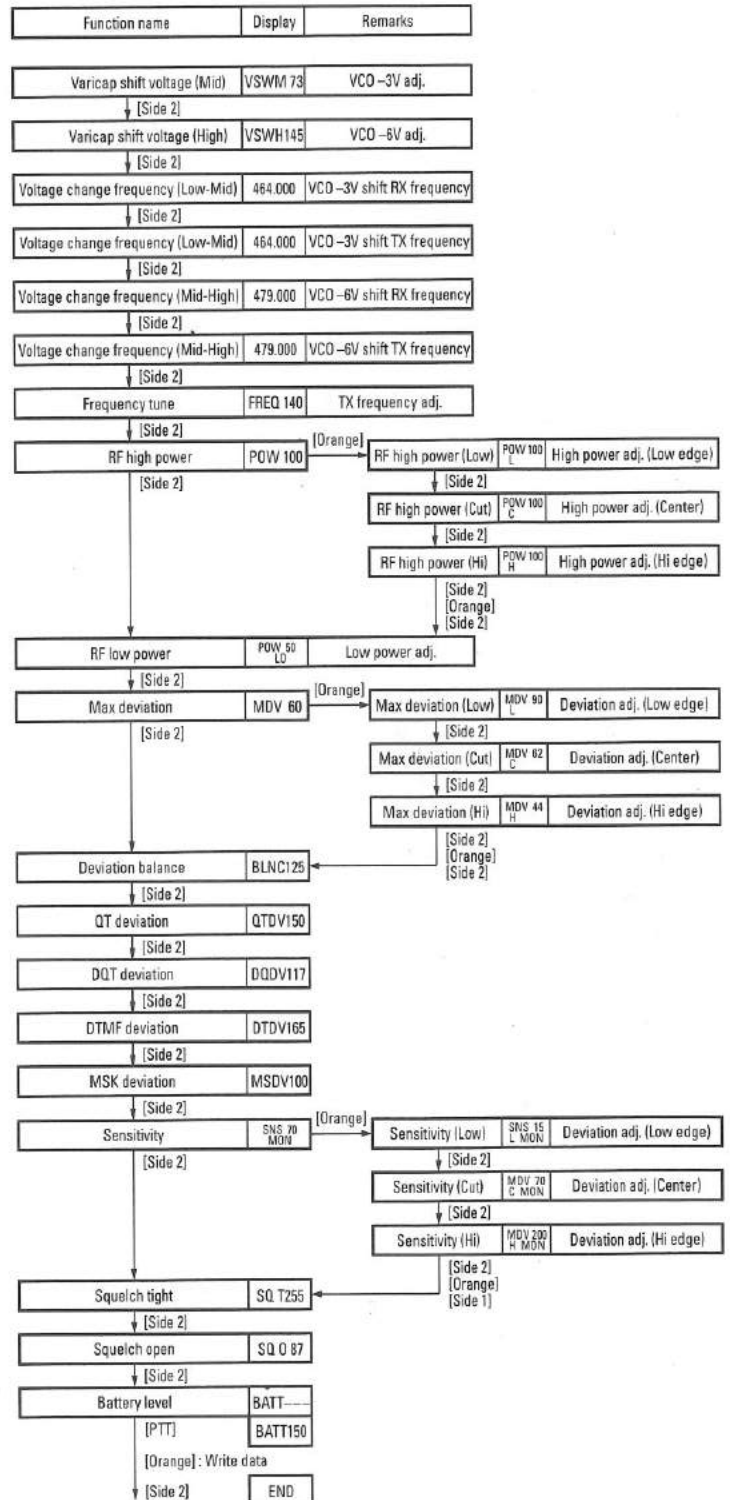 Function name Display Remarks
Varicap shift voltage (Mid) VSWM 73 VCO –3V adj.
[Side 2]
Varicap shift voltage (High) VSWH145 VCO –6V adj.
[Side 2]
Voltage change frequency (Low-Mid) 464.000 VCO –3V shift RX frequency
[Side 2]
Voltage change frequency (Low-Mid) 464.000 VCO –3V shift TX frequency
[Side 2]
Voltage change frequency (Mid-High) 479.000 VCO –6V shift RX frequency
[Side 2]
Voltage change frequency (Mid-High) 479.000 VCO –6V shift TX frequency
[Side 2]
Frequency tune FREQ 140 TX frequency adj.
[Side 2]
RF high power POW 100
[Orange]
[Side 2]
RF high power (Low) POW 100 L High power adj. (Low edge)
[Side 2]
RF high power (Cut) POW 100 C High power adj. (Center)
[Side 2]
RF high power (Hi) POW 100 H High power adj. (Hi edge)
[Side 2]
[Orange]
[Side 2]
RF low power POW 50 LO Low power adj.
[Side 2]
Max deviation MDV 60
[Orange]
[Side 2]
Max deviation (Low) MDV 90 L Deviation adj. (Low edge)
[Side 2]
Max deviation (Cut) MDV 62 C Deviation adj. (Center)
[Side 2]
Max deviation (Hi) MDV 44 H Deviation adj. (Hi edge)
[Side 2]
[Orange]
[Side 2]
Deviation balance BLNC125
[Side 2]
QT deviation QTDV150
[Side 2]
DQT deviation DQDV117
[Side 2]
DTMF deviation DTDV165
[Side 2]
MSK deviation MSDV100
[Side 2]
Sensitivity SNS 70 MON
[Orange]
[Side 2]
Sensitivity (Low) SNS 15 L MON Deviation adj. (Low edge)
[Side 2]
Sensitivity (Cut) MDV 70 C MON Deviation adj. (Center)
[Side 2]
Sensitivity (Hi) MDV 200 H MON Deviation adj. (Hi edge)
[Side 2]
[Orange]
[Side 1]
Squelch tight SQ T255
[Side 2]
Squelch open SQ O 87
[Side 2]
Battery level BATT---
[PTT] BATT150
[Orange] : Write data
[Side 2] END